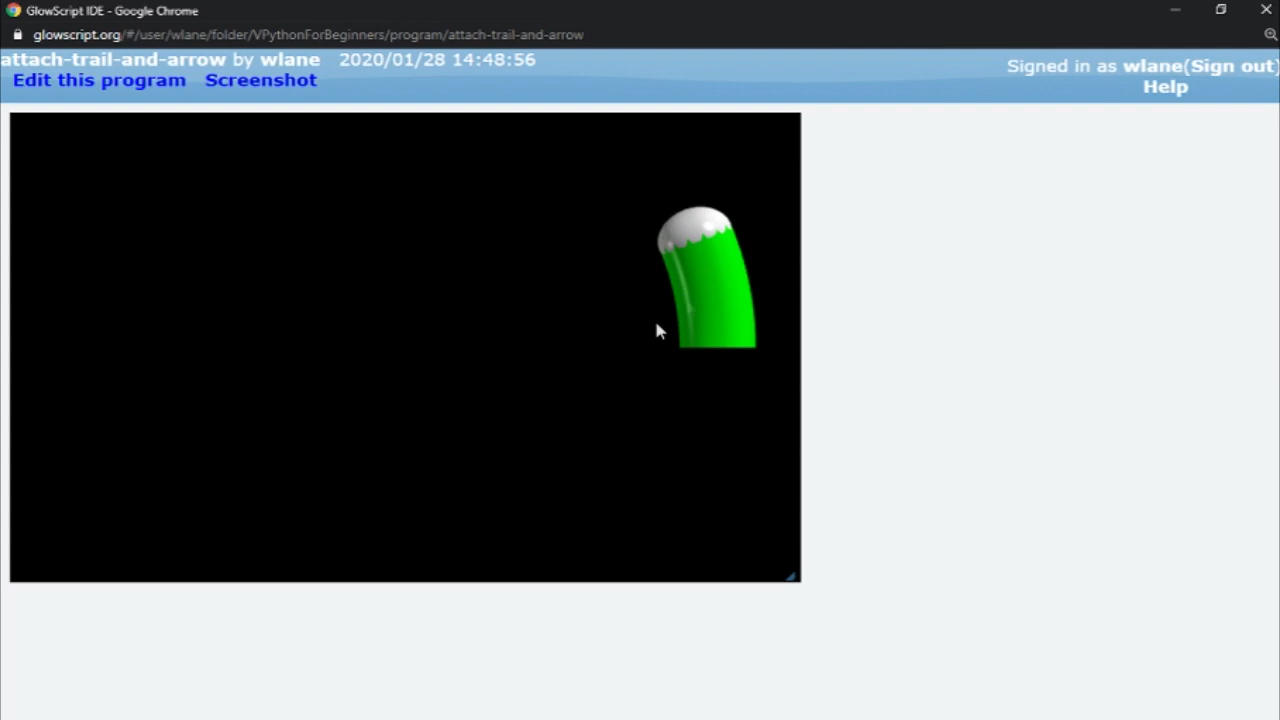 GlowScript IDE - Google Chrome
glowscript.org/#/user/wlane/folder/VPythonForBeginners/program/attach-trail-and-arrow
attach-trail-and-arrow by wlane 2020/01/28 14:48:56
Signed in as wlane(Sign out)
Edit this program Screenshot
Help